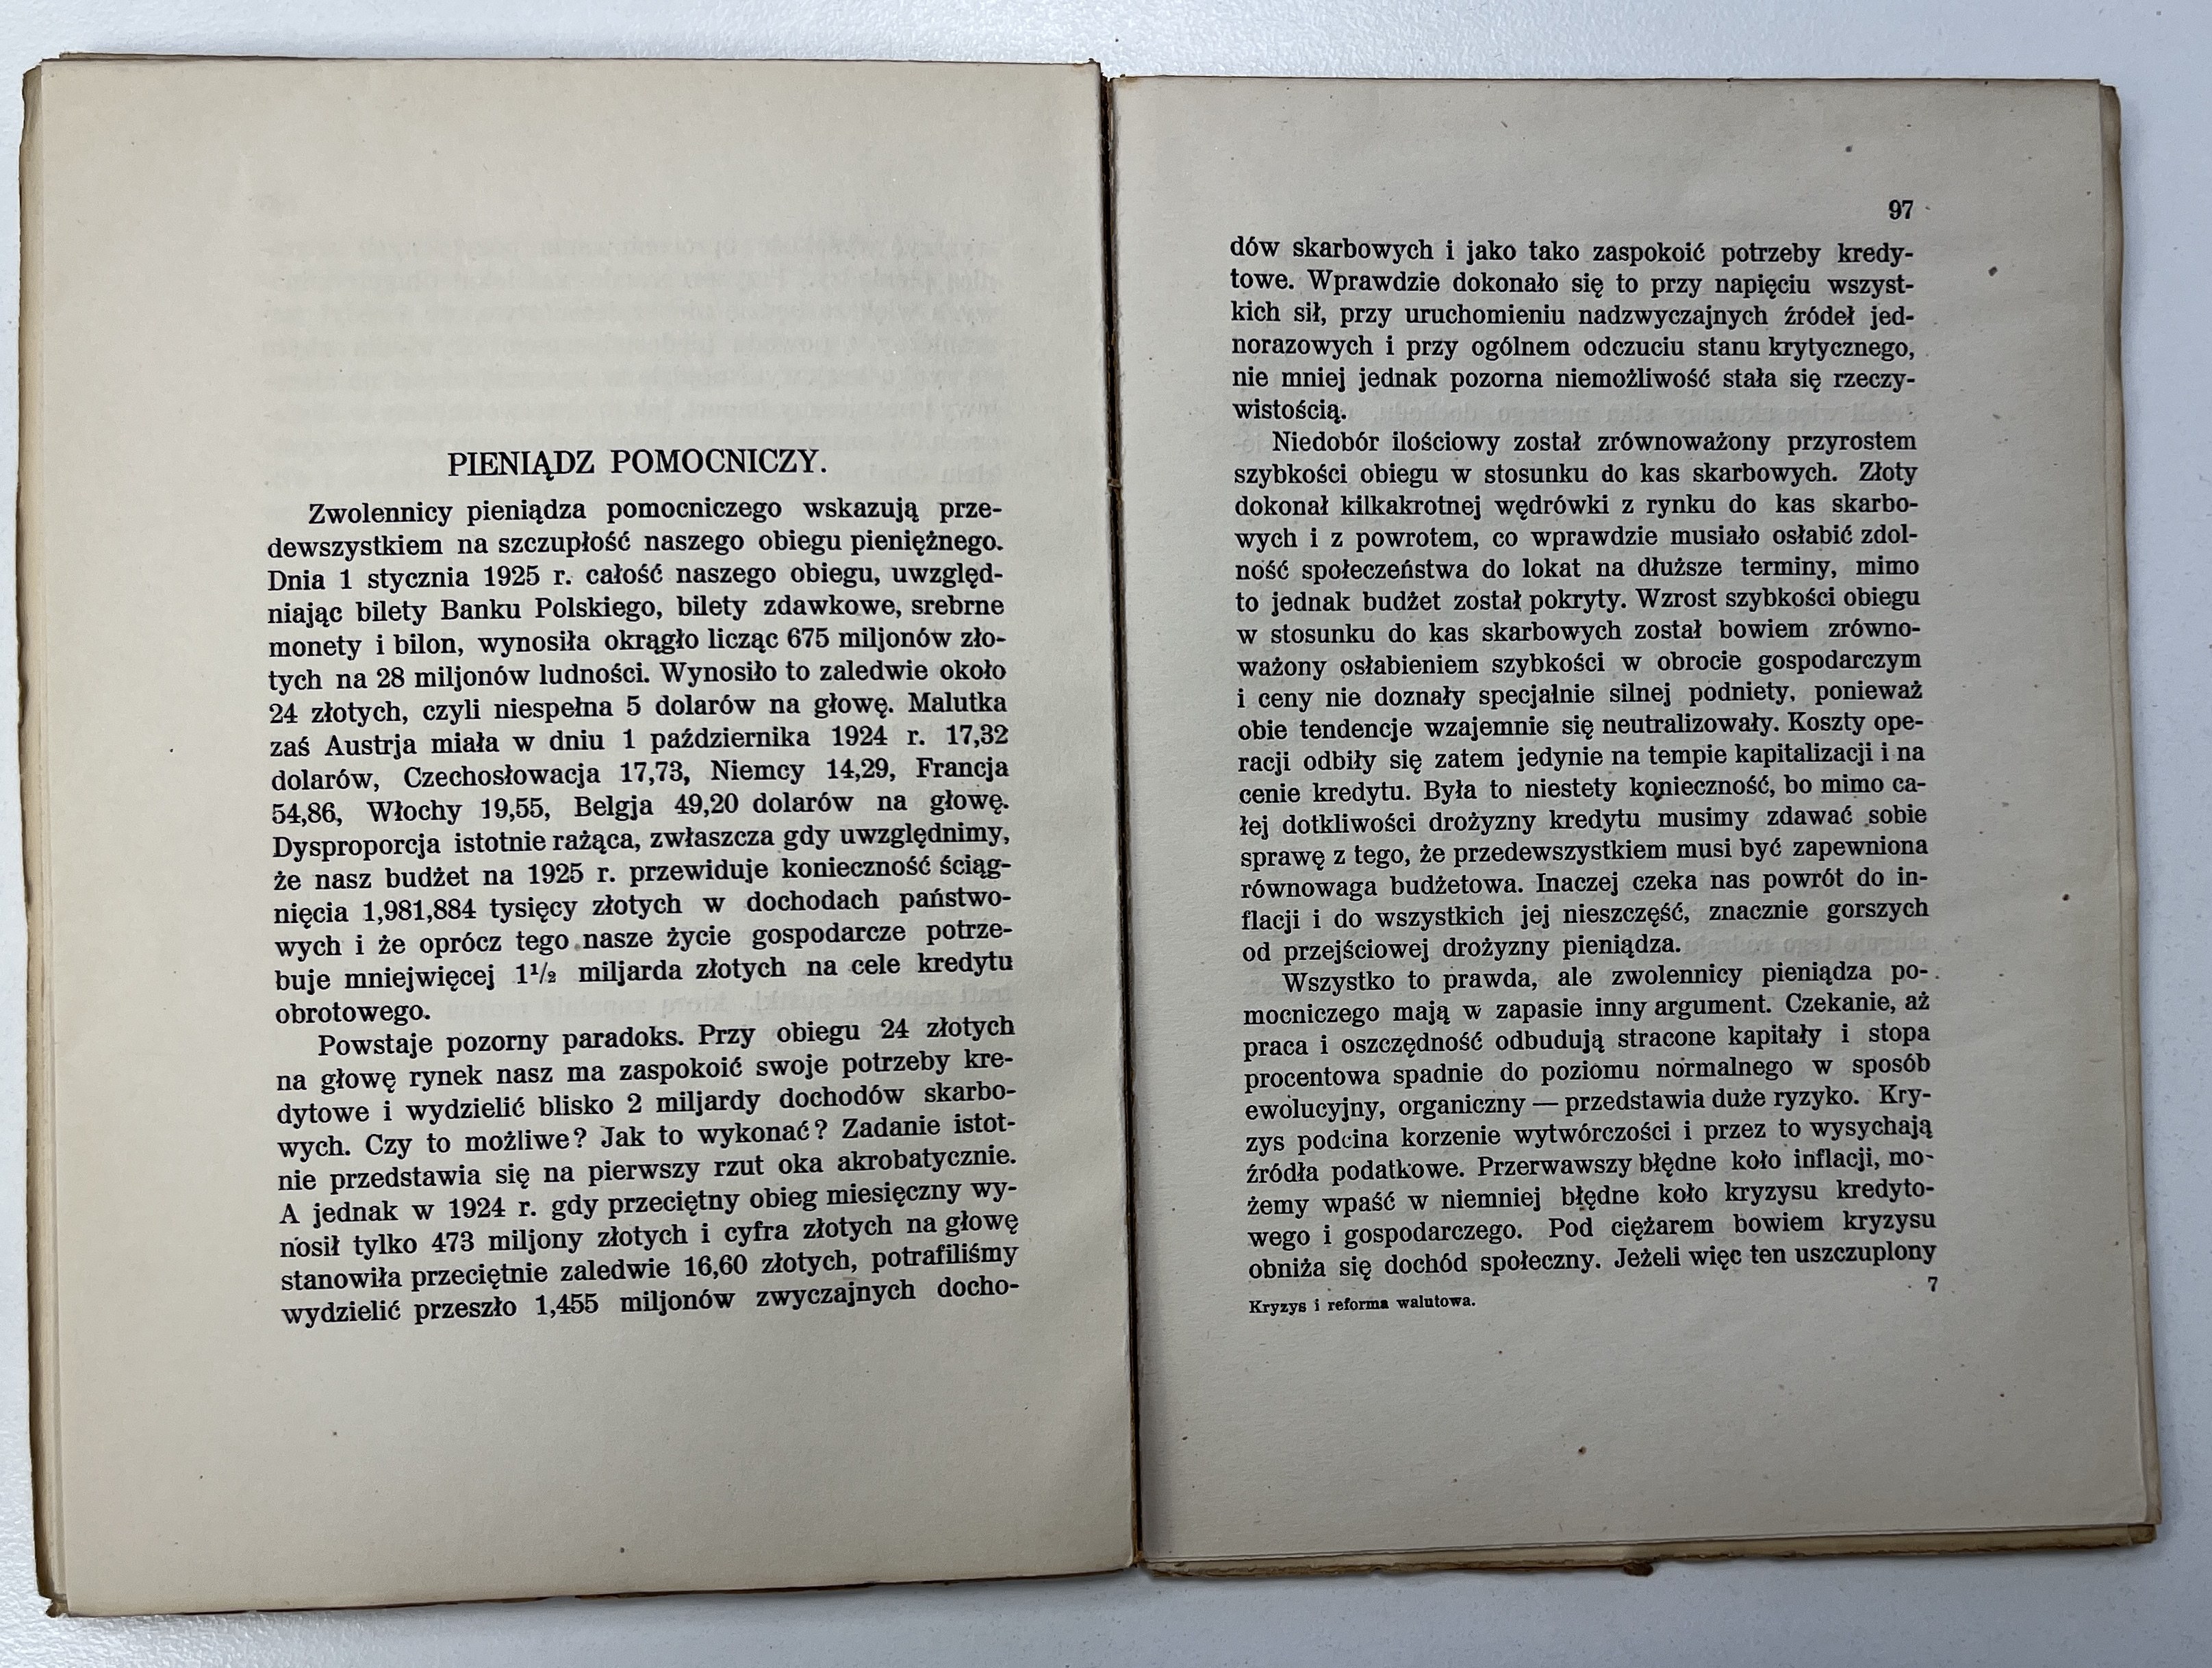 PIENIĄDZ POMOCNICZY.
Zwolennicy pieniądza pomocniczego wskazują prze-
dewszystkiem na szczupłość naszego obiegu pieniężnego.
Dnia 1 stycznia 1925 r. całość naszego obiegu, uwzględ-
niając bilety Banku Polskiego, bilety zdawkowe, srebrne
monety i bilon, wynosiła okrągło licząc 675 miljonów zło-
tych na 28 miljonów ludności. Wynosiło to zaledwie około
24 złotych, czyli niespełna 5 dolarów na głowę. Malutka
zaś Austrja miała w dniu 1 października 1924 r. 17,32
dolarów, Czechosłowacja 17,73, Niemcy 14,29, Francja
54,86, Włochy 19,55, Belgja 49,20 dolarów na głowę.
Dysproporcja istotnie rażąca, zwłaszcza gdy uwzględnimy,
że nasz budżet na 1925 r. przewiduje konieczność ściąg-
nięcia 1,981,884 tysięcy złotych w dochodach państwo-
wych i że oprócz tego nasze życie gospodarcze potrze-
buje mniejwięcej 1¹/₂ miljarda złotych na cele kredytu
obrotowego.
Powstaje pozorny paradoks. Przy obiegu 24 złotych
na głowę rynek nasz ma zaspokoić swoje potrzeby kre-
dytowe i wydzielić blisko 2 miljardy dochodów skarbo-
wych. Czy to możliwe? Jak to wykonać? Zadanie istot-
nie przedstawia się na pierwszy rzut oka akrobatycznie.
A jednak w 1924 r. gdy przeciętny obieg miesięczny wy-
nosił tylko 473 miljony złotych i cyfra złotych na głowę
stanowiła przeciętnie zaledwie 16,60 złotych, potrafiliśmy
wydzielić przeszło 1,455 miljonów zwyczajnych docho-
97
dów skarbowych i jako tako zaspokoić potrzeby kredy-
towe. Wprawdzie dokonało się to przy napięciu wszyst-
kich sił, przy uruchomieniu nadzwyczajnych źródeł jed-
norazowych i przy ogólnem odczuciu stanu krytycznego,
nie mniej jednak pozorna niemożliwość stała się rzeczy-
wistością.
Niedobór ilościowy został zrównoważony przyrostem
szybkości obiegu w stosunku do kas skarbowych. Złoty
dokonał kilkakrotnej wędrówki z rynku do kas skarbo-
wych i z powrotem, co wprawdzie musiało osłabić zdol-
ność społeczeństwa do lokat na dłuższe terminy, mimo
to jednak budżet został pokryty. Wzrost szybkości obiegu
w stosunku do kas skarbowych został bowiem zrówno-
ważony osłabieniem szybkości w obrocie gospodarczym
i ceny nie doznały specjalnie silnej podniety, ponieważ
obie tendencje wzajemnie się neutralizowały. Koszty ope-
racji odbiły się zatem jedynie na tempie kapitalizacji i na
cenie kredytu. Była to niestety konieczność, bo mimo ca-
łej dotkliwości drożyzny kredytu musimy zdawać sobie
sprawę z tego, że przedewszystkiem musi być zapewniona
równowaga budżetowa. Inaczej czeka nas powrót do in-
flacji i do wszystkich jej nieszczęść, znacznie gorszych
od przejściowej drożyzny pieniądza.
Wszystko to prawda, ale zwolennicy pieniądza po-
mocniczego mają w zapasie inny argument. Czekanie, aż
praca i oszczędność odbudują stracone kapitały i stopa
procentowa spadnie do poziomu normalnego w sposób
ewolucyjny, organiczny — przedstawia duże ryzyko. Kry-
zys podcina korzenie wytwórczości i przez to wysychają
źródła podatkowe. Przerwawszy błędne koło inflacji, mo-
żemy wpaść w niemniej błędne koło kryzysu kredyto-
wego i gospodarczego. Pod ciężarem bowiem kryzysu
obniża się dochód społeczny. Jeżeli więc ten uszczuplony
Kryzys i reforma walutowa.
7